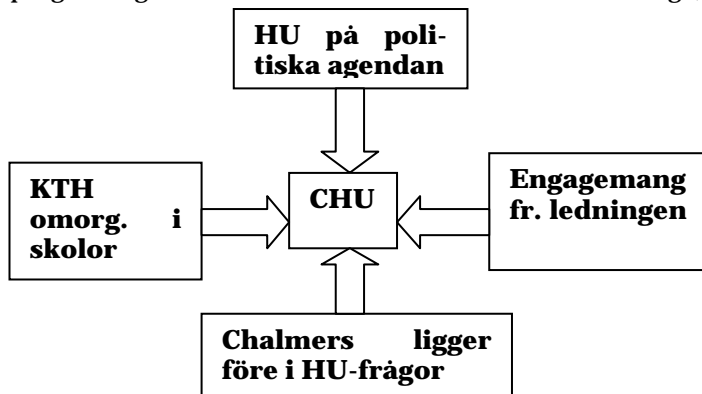 HU på poli-
tiska agendan
KTH
omorg. i
skolor
CHU
Engagemang
fr. ledningen
Chalmers ligger
före i HU-frågor